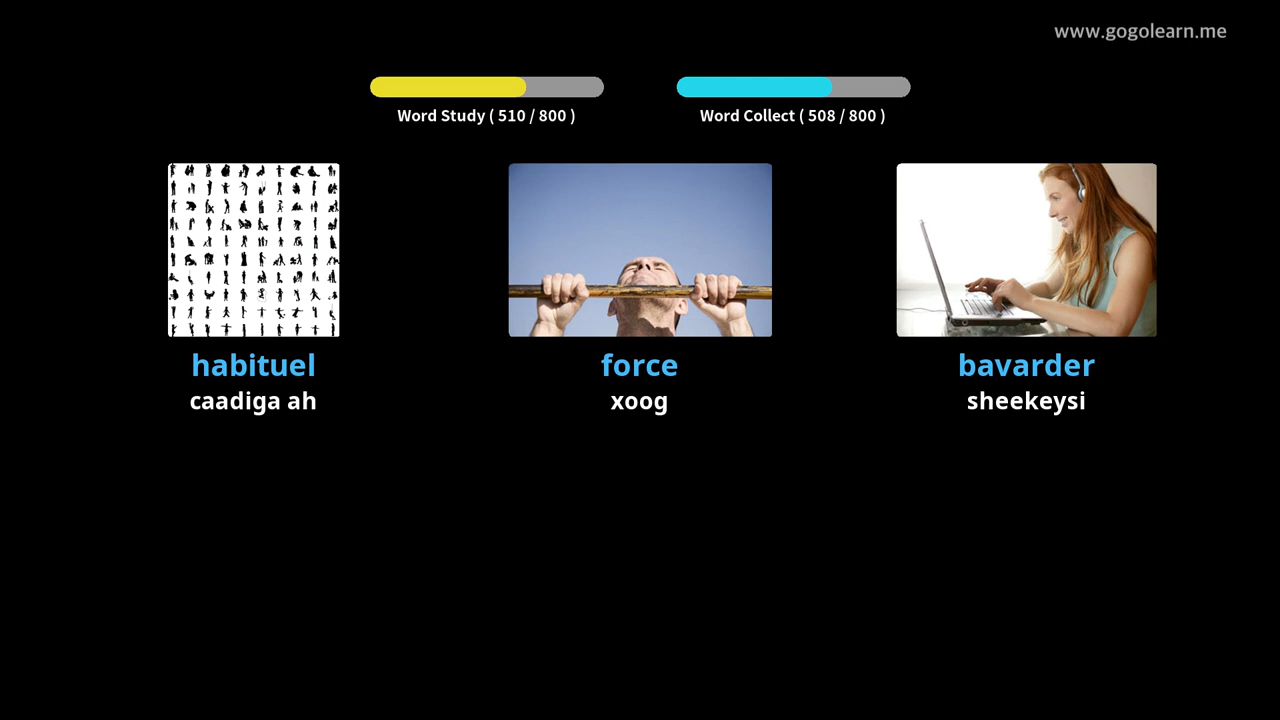 www.gogolearn.me
Word Study ( 510 / 800 )
Word Collect ( 508 / 800 )
habituel
caadiga ah
force
xoog
bavarder
sheekeysi